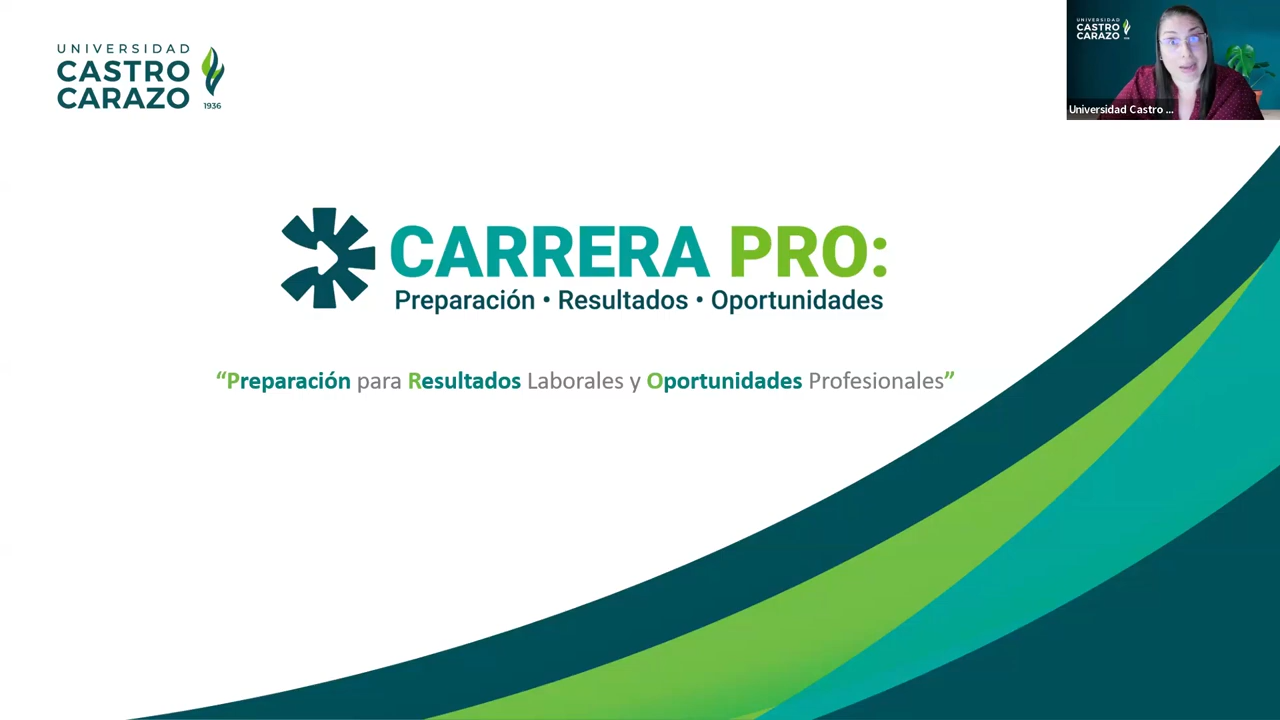 UNIVERSIDAD
CASTRO
CARAZO
1936
UNIVERSIDAD
CASTRO
CARAZO
Universidad Castro ...
CARRERA PRO:
Preparación • Resultados • Oportunidades
“Preparación para Resultados Laborales y Oportunidades Profesionales”